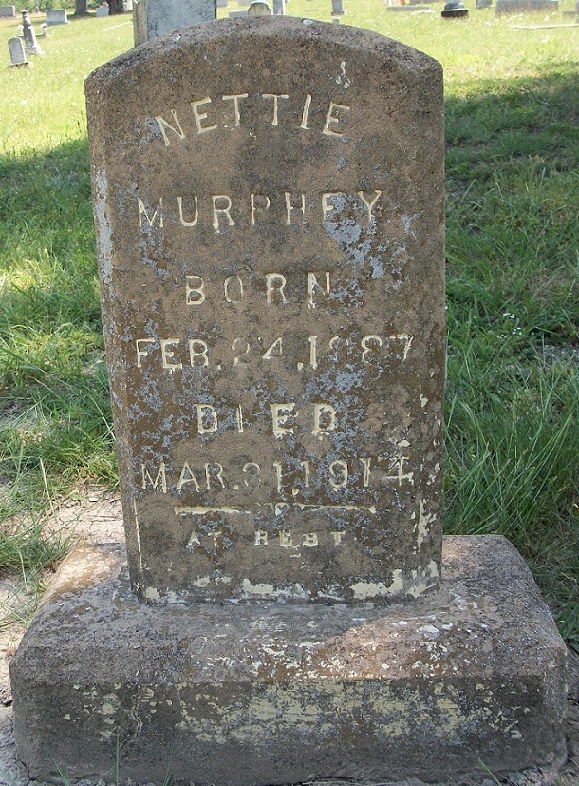 NETTIE
MURPHEY
BORN
FEB. 24, 1887
DIED
MAR. 31, 1914
AT REST